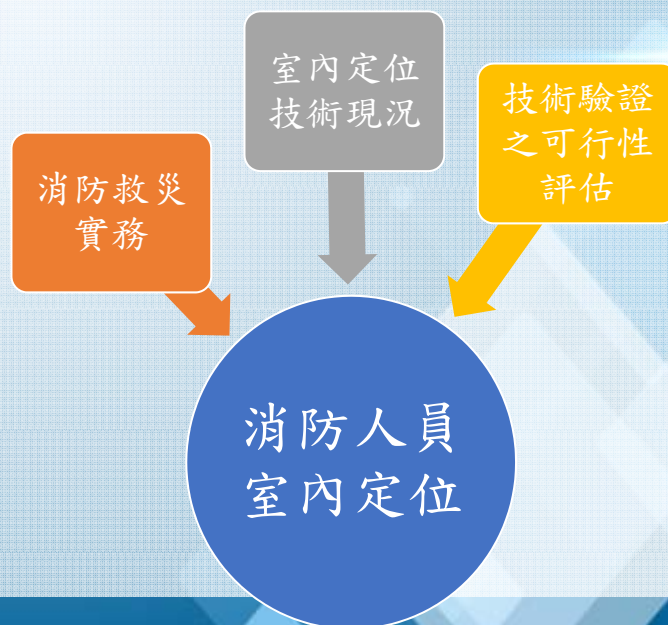 消防救災
實務
室內定位
技術現況
技術驗證
之可行性
評估
消防人員
室內定位